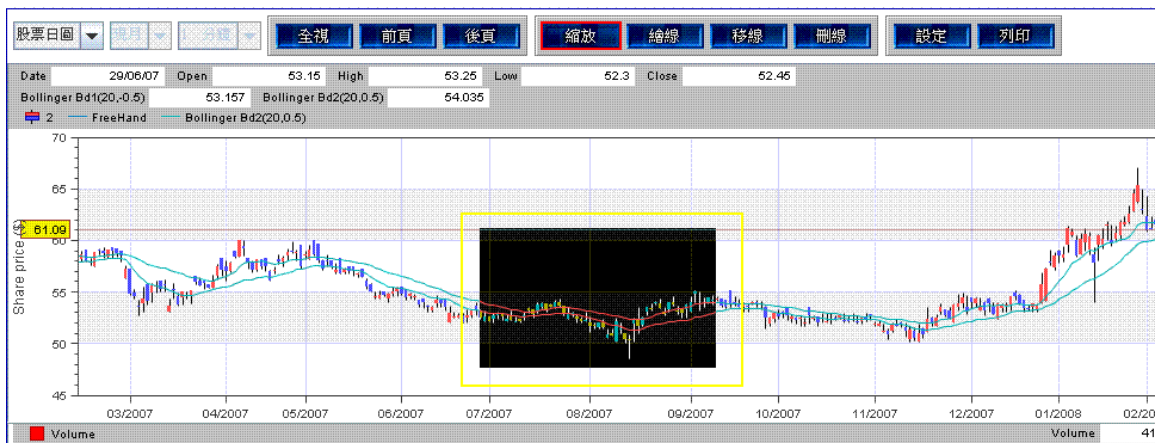 股票日圖 全視 前頁 後頁 縮放 繪線 移線 刪線 設定 列印
Date 29/06/07 Open 53.15 High 53.25 Low 52.3 Close 52.45
Bollinger Bd1(20,-0.5) 53.157 Bollinger Bd2(20,0.5) 54.035
2 FreeHand Bollinger Bd2(20,0.5)
70
65
61.09
60
55
50
45
Share price ($)
03/2007 04/2007 05/2007 06/2007 07/2007 08/2007 09/2007 10/2007 11/2007 12/2007 01/2008 02/20
Volume Volume 41